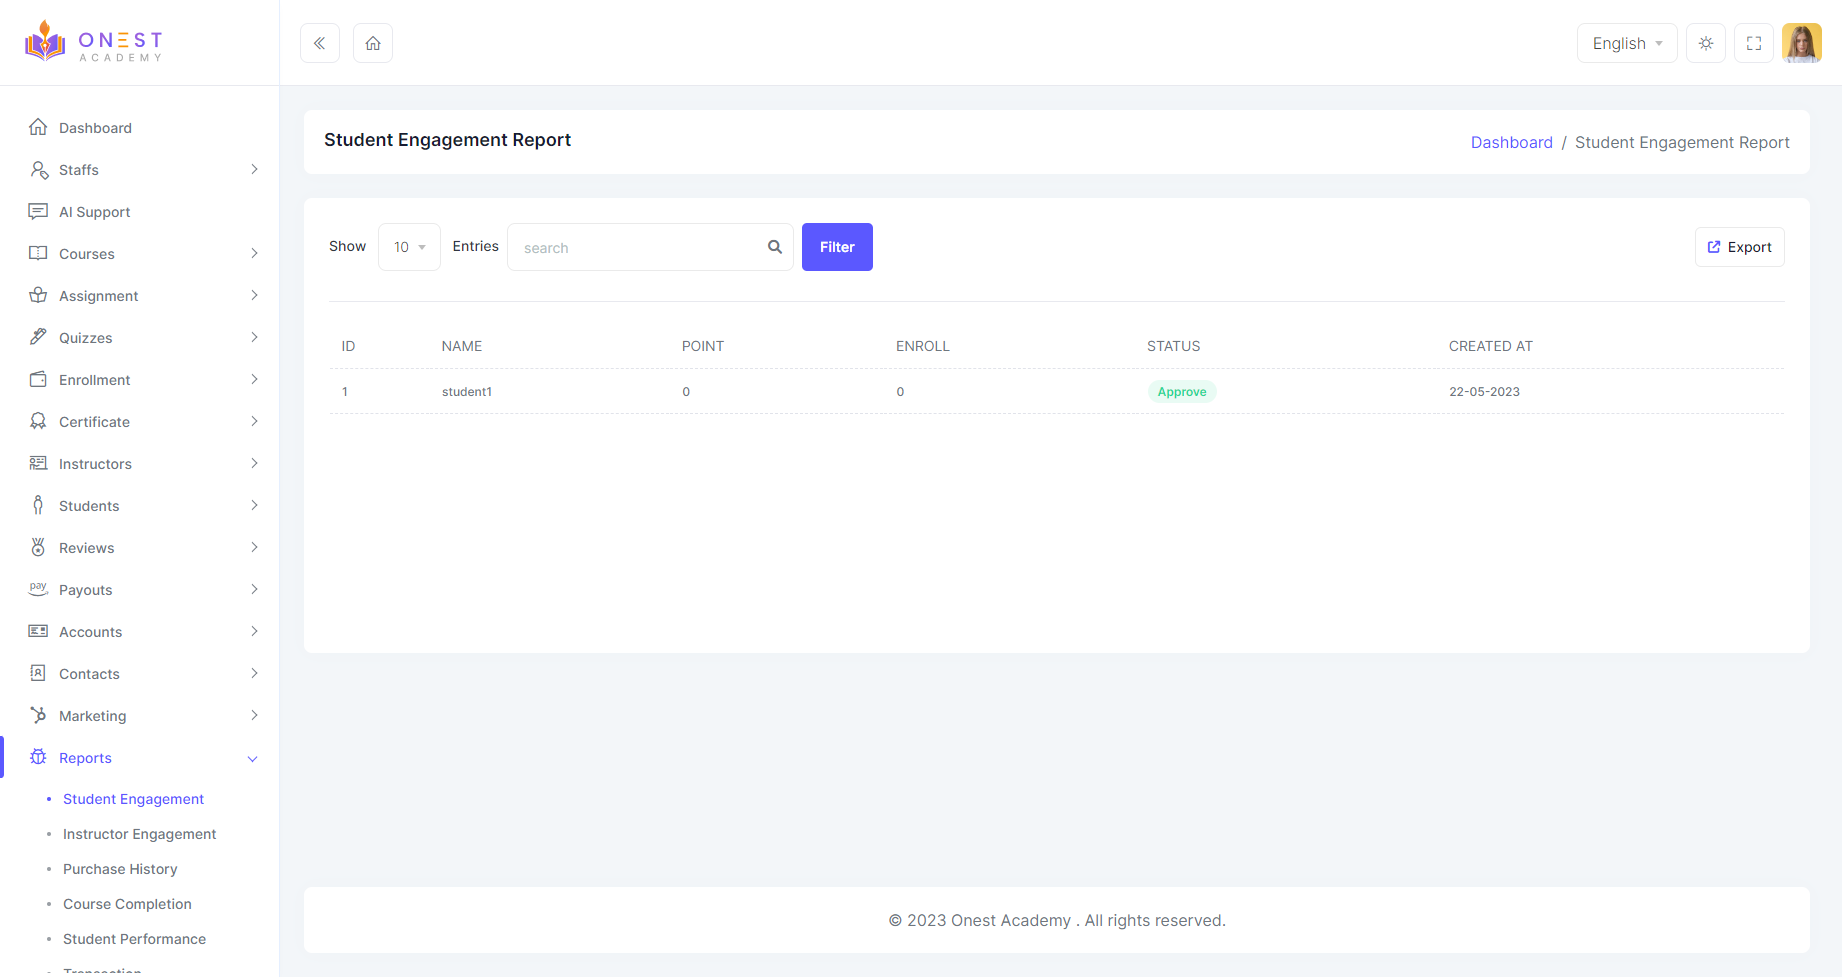 ONEST
ACADEMY
English
Dashboard
Staffs
AI Support
Courses
Assignment
Quizzes
Enrollment
Certificate
Instructors
Students
Reviews
pay Payouts
Accounts
Contacts
Marketing
Reports
Student Engagement
Instructor Engagement
Purchase History
Course Completion
Student Performance
Transaction
Student Engagement Report
Dashboard / Student Engagement Report
Show 10 Entries search Filter Export
ID NAME POINT ENROLL STATUS CREATED AT
1 student1 0 0 Approve 22-05-2023
© 2023 Onest Academy . All rights reserved.